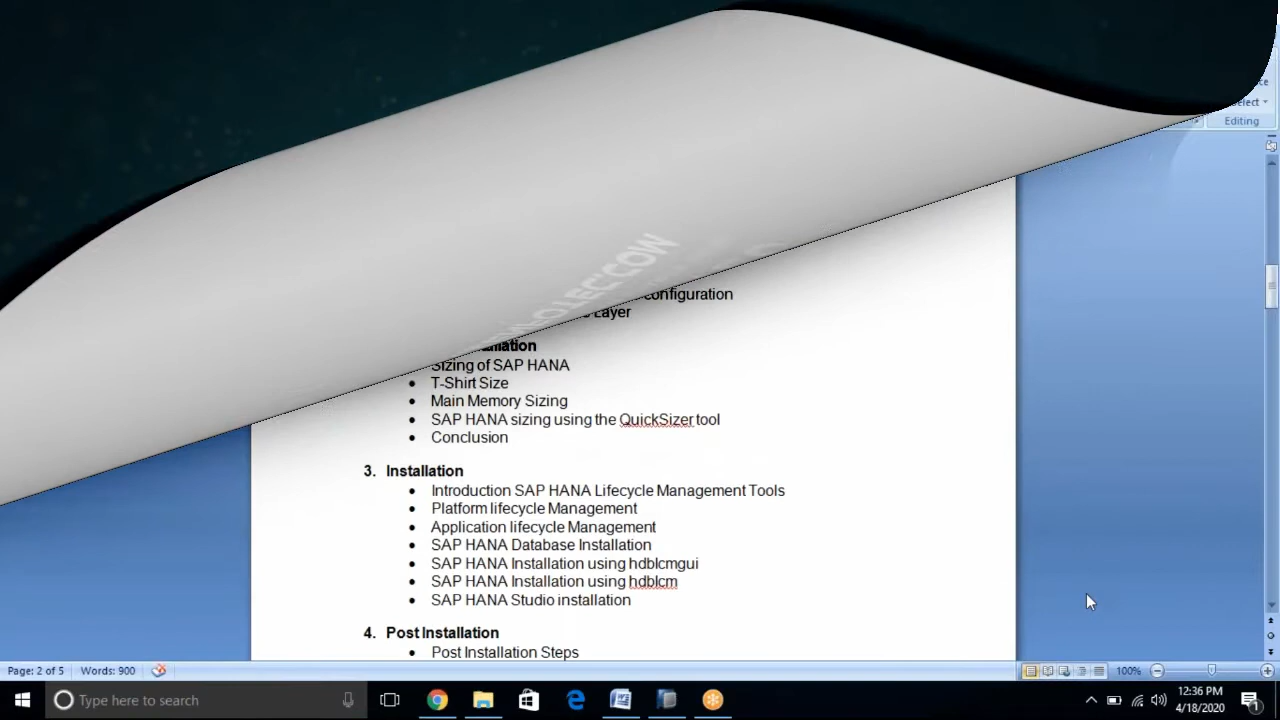 Select
Editing
configuration
Layer
Sizing of SAP HANA
• T-Shirt Size
• Main Memory Sizing
• SAP HANA sizing using the QuickSizer tool
• Conclusion
3. Installation
• Introduction SAP HANA Lifecycle Management Tools
• Platform lifecycle Management
• Application lifecycle Management
• SAP HANA Database Installation
• SAP HANA Installation using hdblcmgui
• SAP HANA Installation using hdblcm
• SAP HANA Studio installation
4. Post Installation
• Post Installation Steps
Page: 2 of 5 Words: 900 100%
Type here to search
12:36 PM
4/18/2020
1